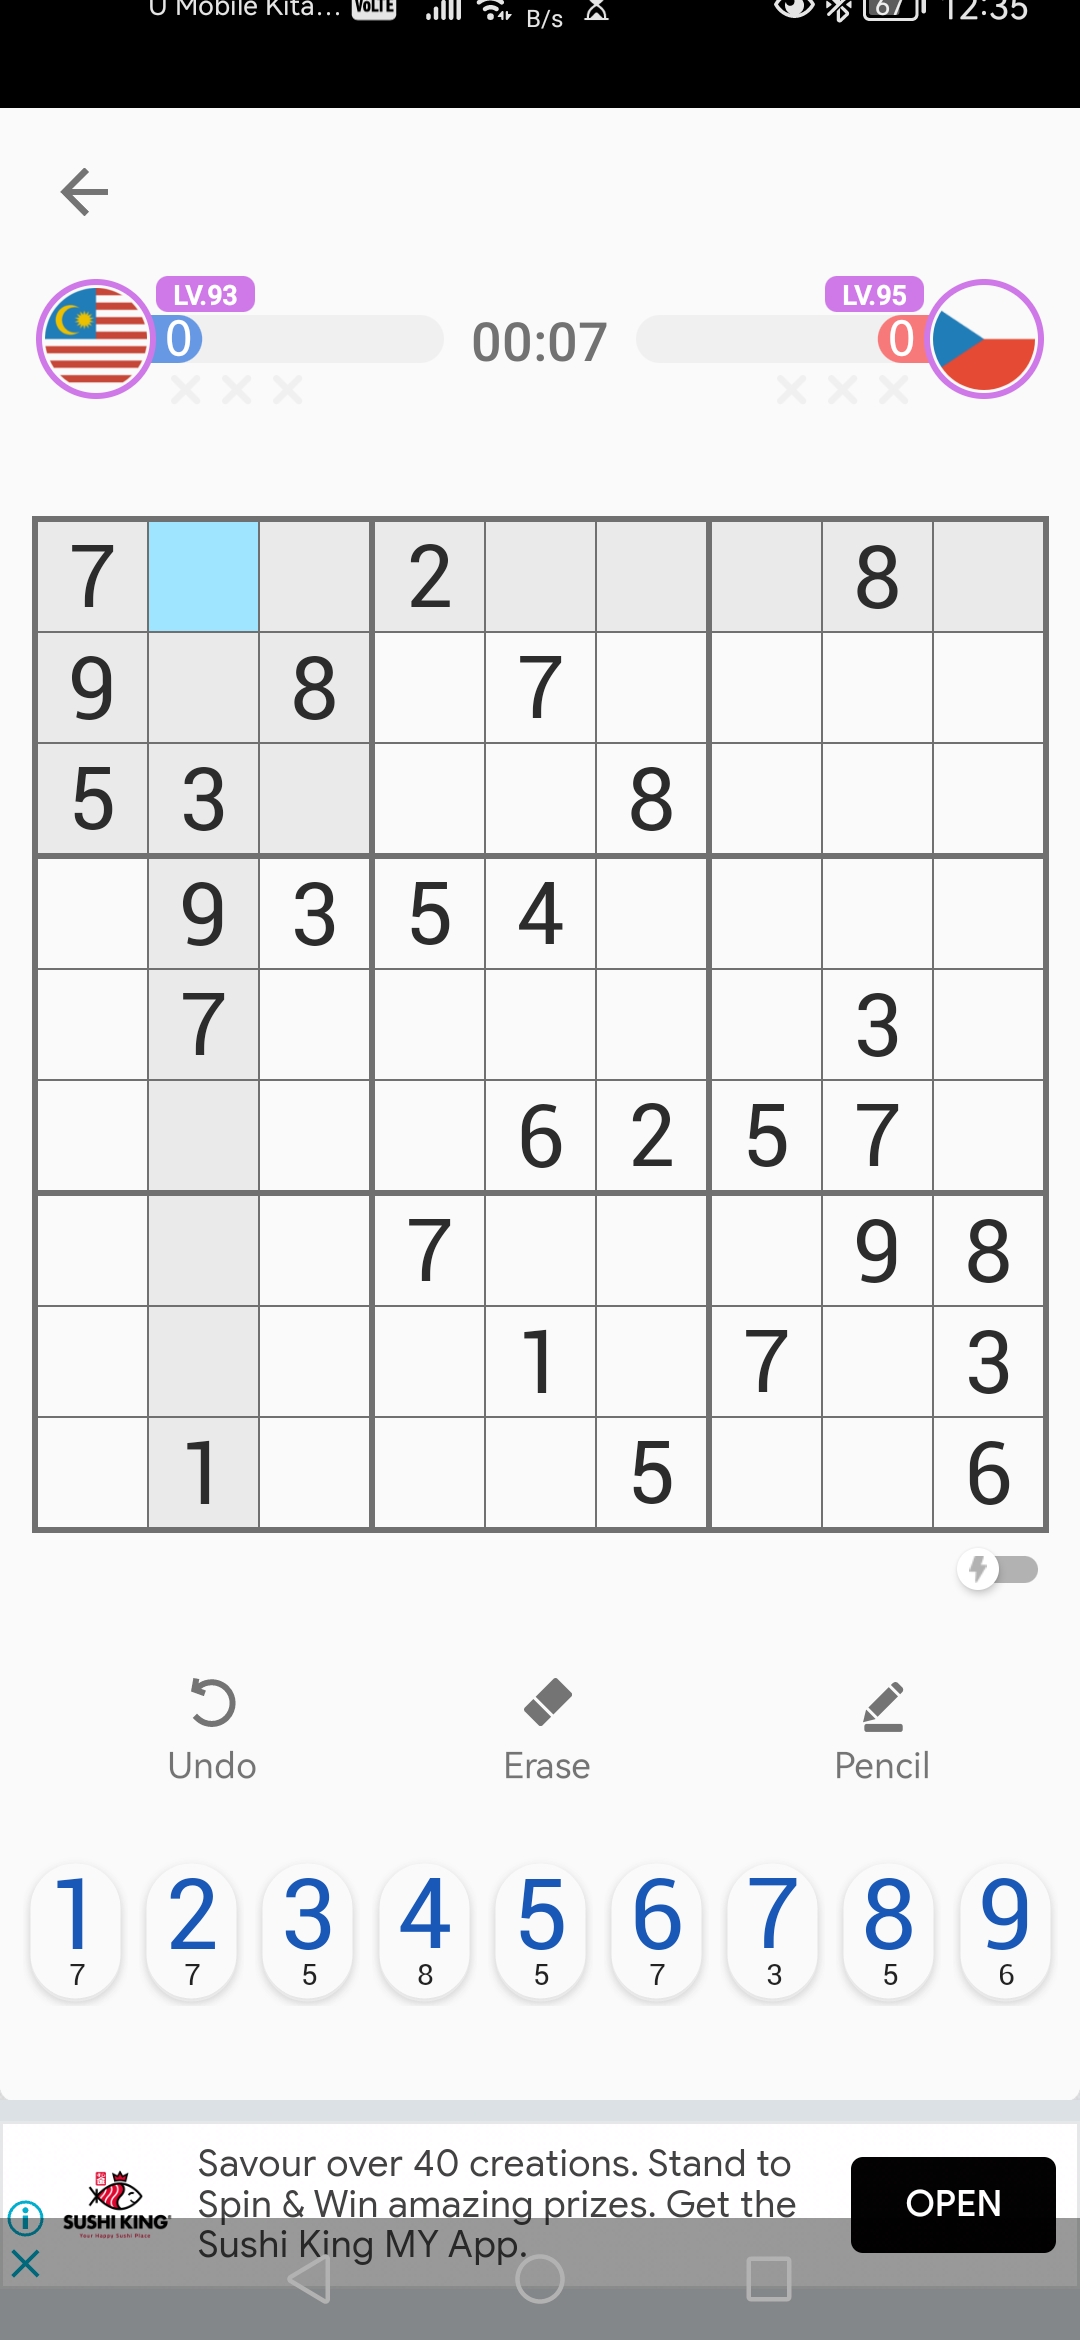 U Mobile Kita... VoLTE B/s 67 12:35
LV.93 LV.95
0 00:07 0
7 2 8
9 8 7
5 3 8
9 3 5 4
7 3
6 2 5 7
7 9 8
1 7 3
1 5 6
Undo Erase Pencil
1 2 3 4 5 6 7 8 9
7 7 5 8 5 7 3 5 6
Savour over 40 creations. Stand to
Spin & Win amazing prizes. Get the
Sushi King MY App.
SUSHI KING
Your Happy Sushi Place
OPEN